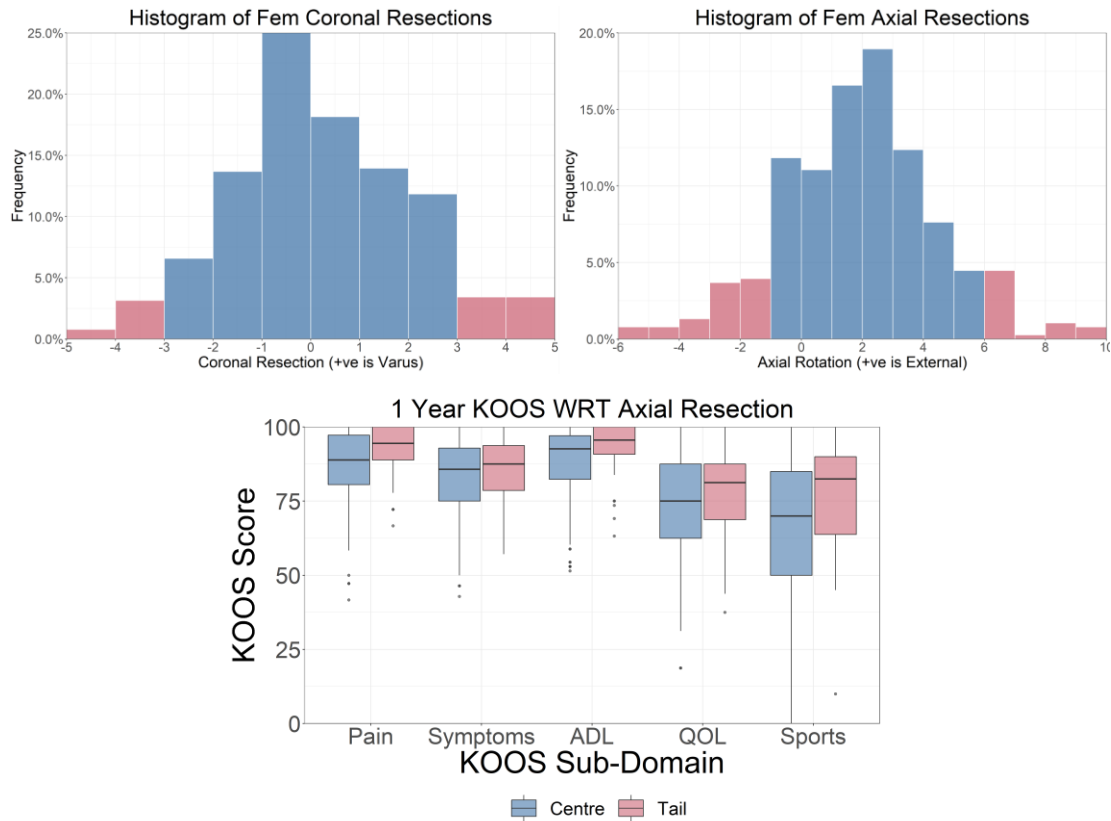 Histogram of Fem Coronal Resections
25.0%
20.0%
15.0%
10.0%
5.0%
0.0%
Frequency
-5 -4 -3 -2 -1 0 1 2 3 4 5
Coronal Resection (+ve is Varus)
Histogram of Fem Axial Resections
20.0%
15.0%
10.0%
5.0%
0.0%
Frequency
-6 -4 -2 0 2 4 6 8 10
Axial Rotation (+ve is External)
1 Year KOOS WRT Axial Resection
100
75
50
25
0
KOOS Score
Pain Symptoms ADL QOL Sports
KOOS Sub-Domain
Centre Tail